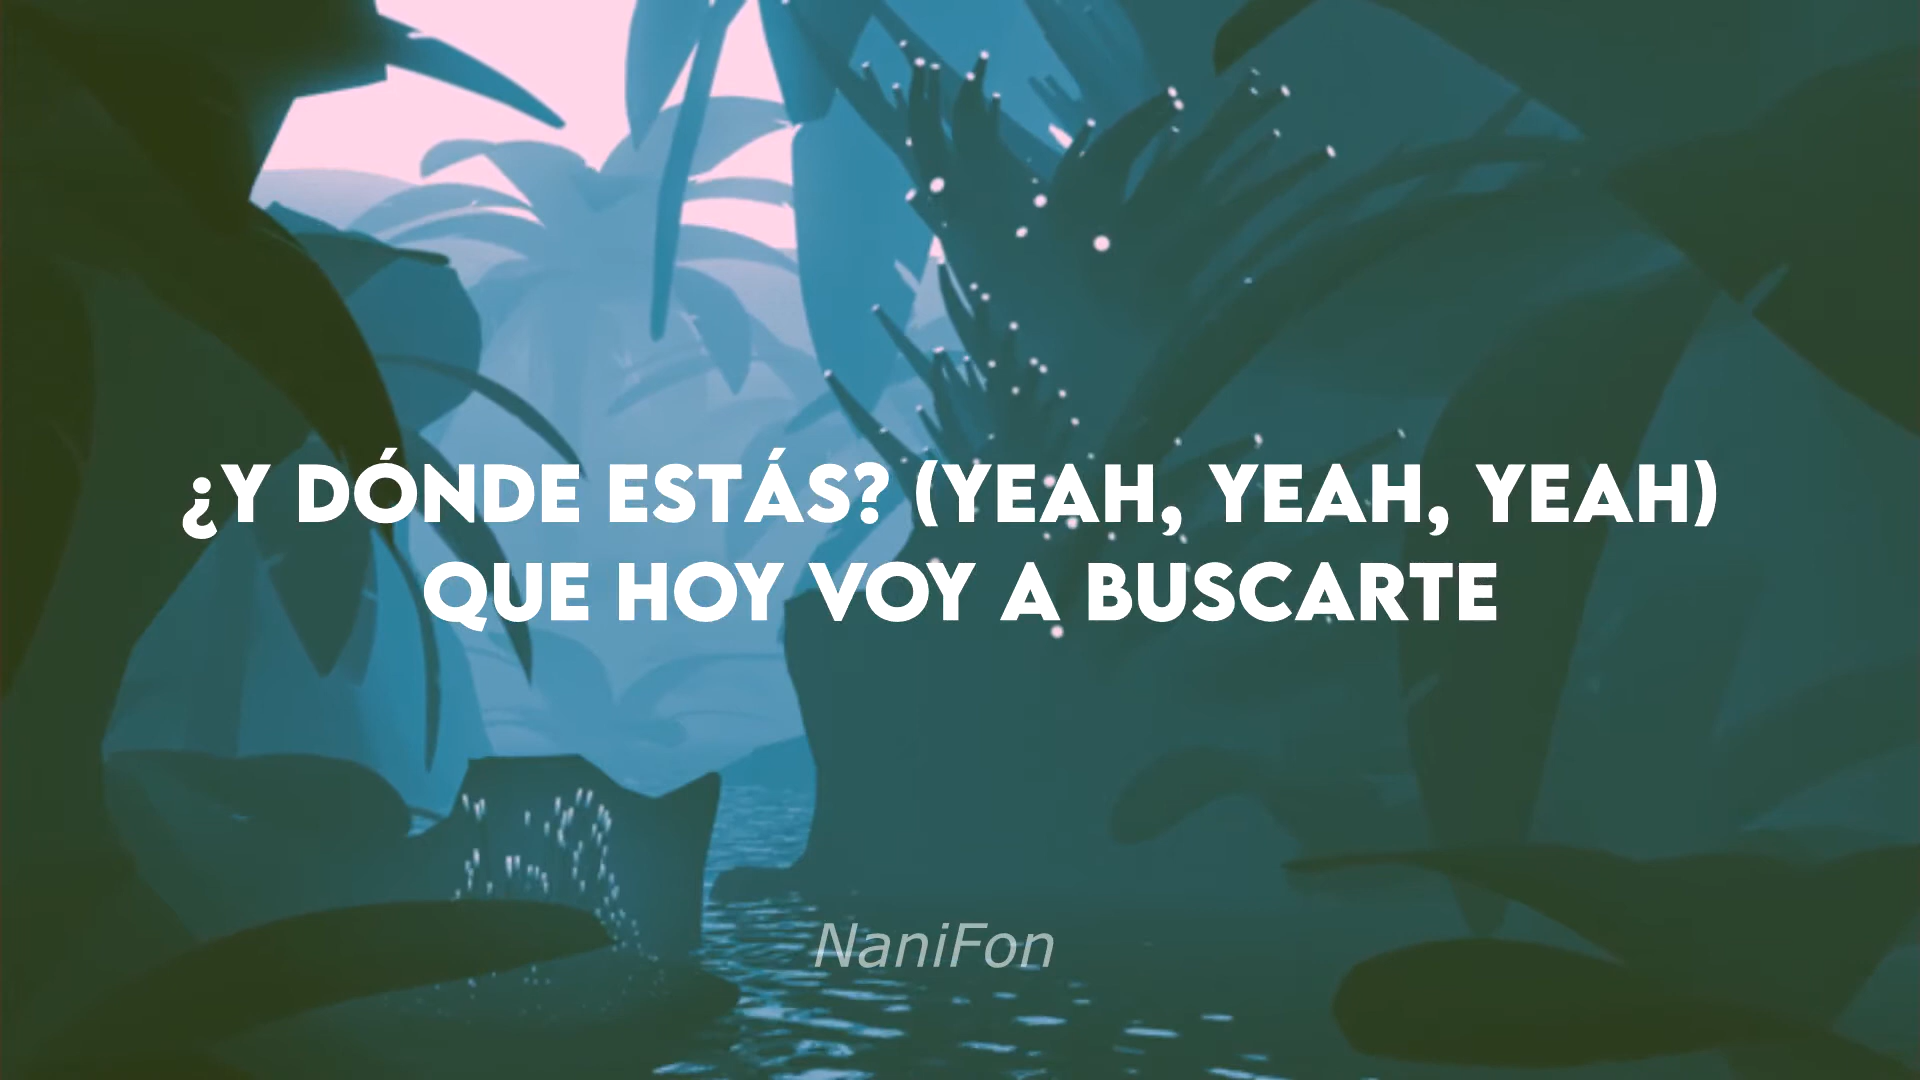 ¿Y DÓNDE ESTÁS? (YEAH, YEAH, YEAH)
QUE HOY VOY A BUSCARTE
NaniFon